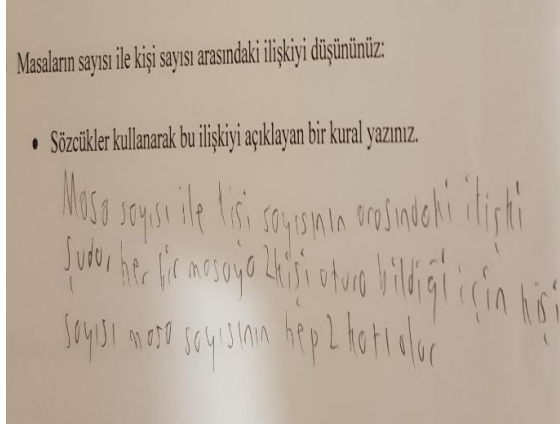 Masaların sayısı ile kişi sayısı arasındaki ilişkiyi düşününüz:
• Sözcükler kullanarak bu ilişkiyi açıklayan bir kural yazınız.
Masa sayısı ile kişi sayısının arasındaki ilişki
şudur, her bir masaya 2 kişi otura bildiği için kişi
sayısı masa sayısının hep 2 katı olur